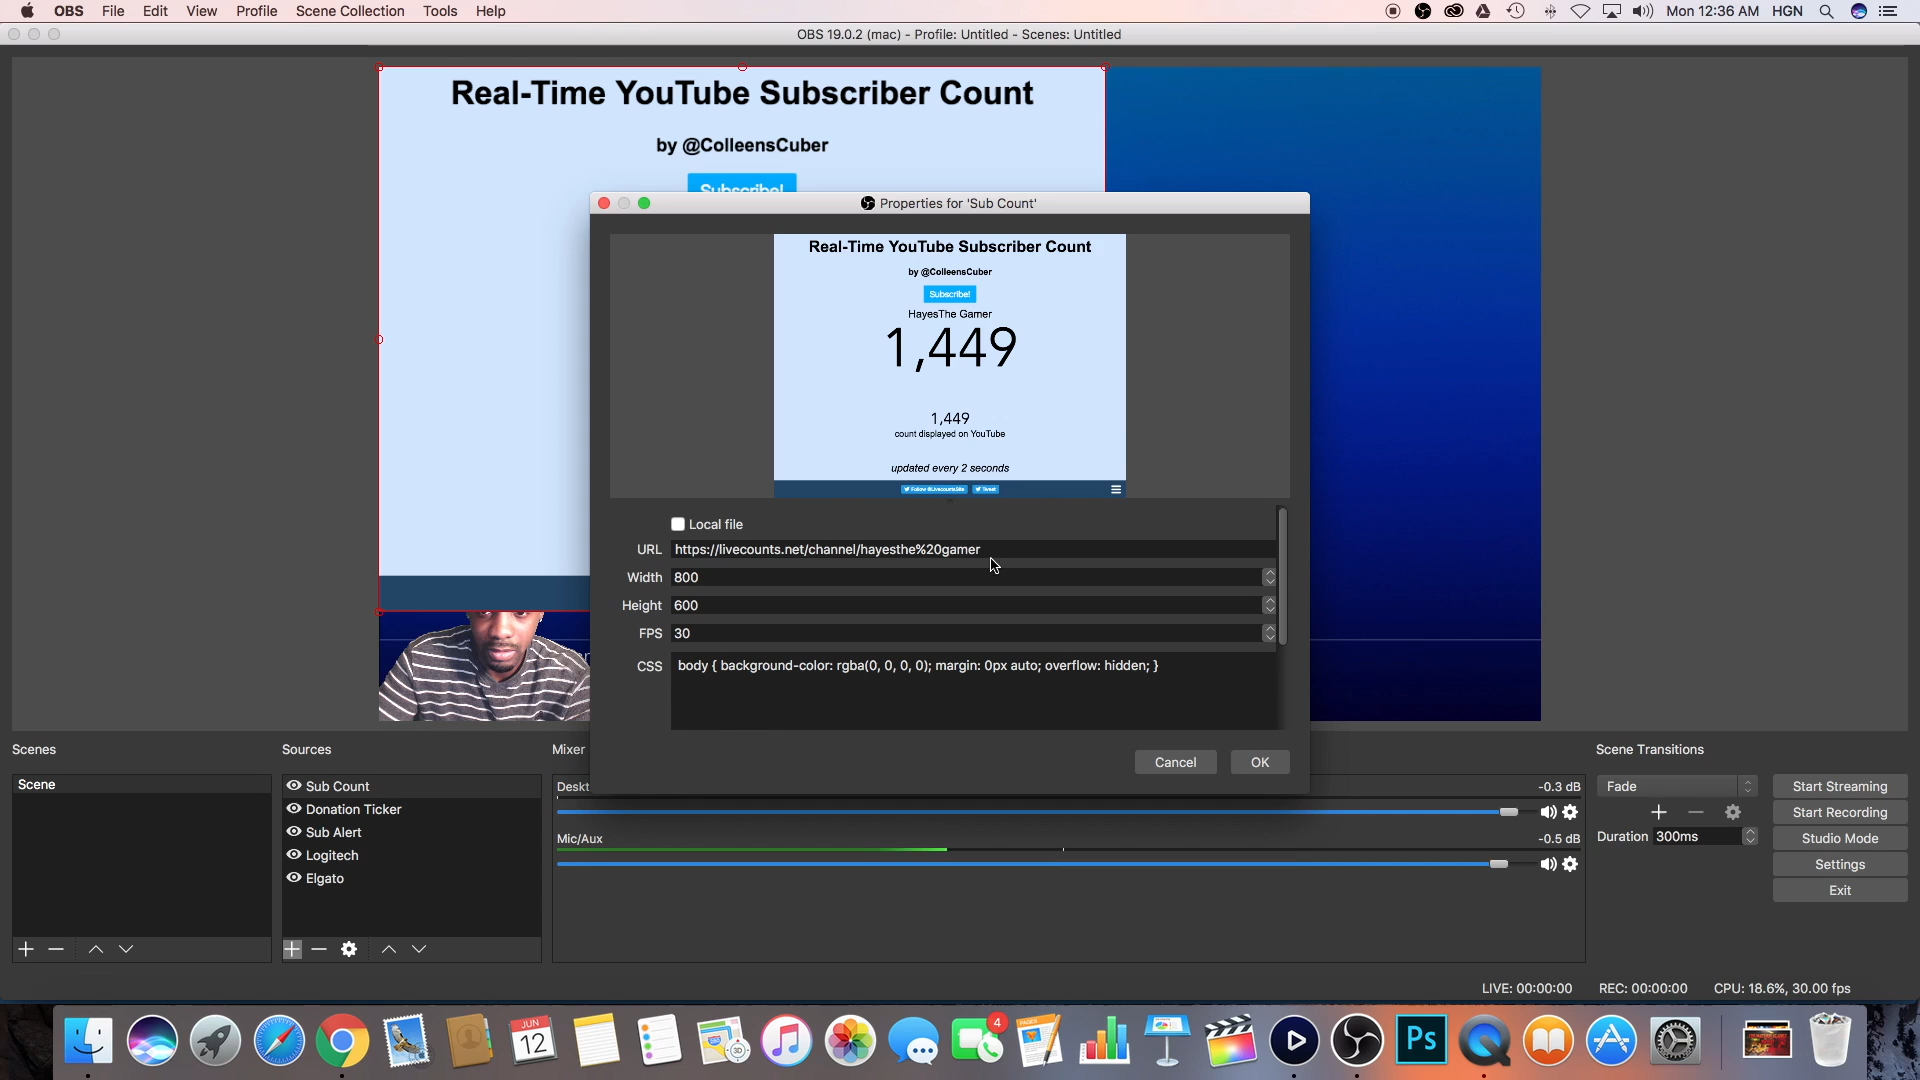 OBS File Edit View Profile Scene Collection Tools Help
Mon 12:36 AM HGN
OBS 19.0.2 (mac) - Profile: Untitled - Scenes: Untitled
Real-Time YouTube Subscriber Count
by @ColleensCuber
Subscribe!
Properties for 'Sub Count'
Real-Time YouTube Subscriber Count
by @ColleensCuber
Subscribe!
HayesThe Gamer
1,449
1,449
count displayed on YouTube
updated every 2 seconds
Follow @LivecountsSite Tweet
Local file
URL https://livecounts.net/channel/hayesthe%20gamer
Width 800
Height 600
FPS 30
CSS body { background-color: rgba(0, 0, 0, 0); margin: 0px auto; overflow: hidden; }
Cancel OK
Scenes
Scene
Sources
Sub Count
Donation Ticker
Sub Alert
Logitech
Elgato
Mixer
Deskt
-0.3 dB
Mic/Aux
-0.5 dB
Scene Transitions
Fade
Duration 300ms
Start Streaming
Start Recording
Studio Mode
Settings
Exit
LIVE: 00:00:00 REC: 00:00:00 CPU: 18.6%, 30.00 fps
JUN
12
3D
4
PAGES
Ps